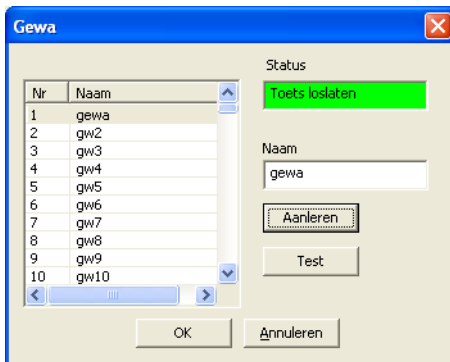 Gewa
Status
Toets loslaten
Nr Naam
1 gewa
2 gw2
3 gw3
4 gw4
5 gw5
6 gw6
7 gw7
8 gw8
9 gw9
10 gw10
Naam
gewa
Aanleren
Test
OK Annuleren